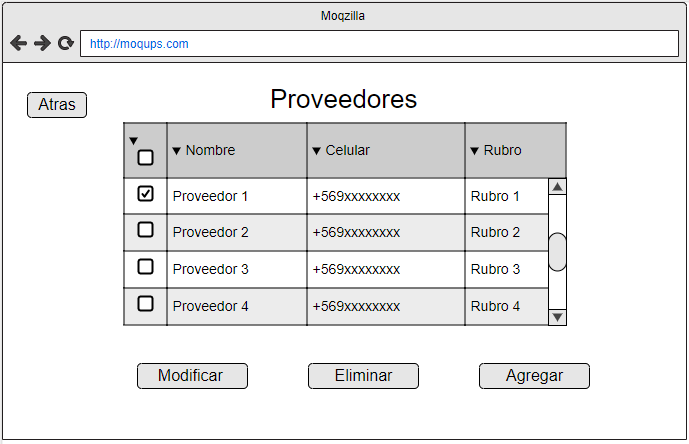 Moqzilla
http://moqups.com
Atras
Proveedores
Nombre Celular Rubro
Proveedor 1 +569xxxxxxxx Rubro 1
Proveedor 2 +569xxxxxxxx Rubro 2
Proveedor 3 +569xxxxxxxx Rubro 3
Proveedor 4 +569xxxxxxxx Rubro 4
Modificar Eliminar Agregar